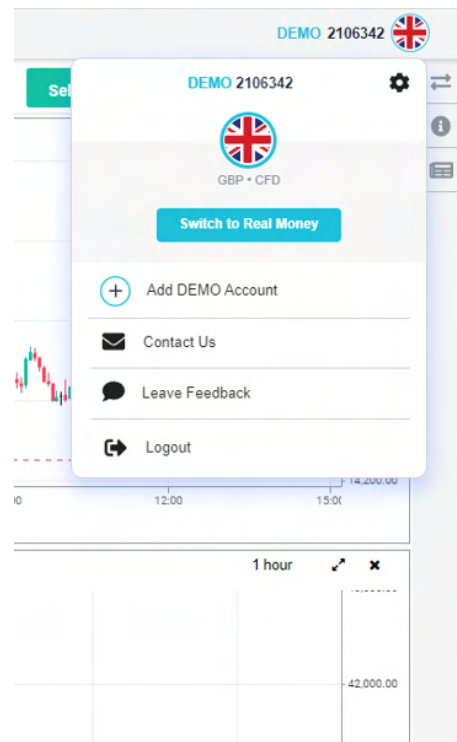 DEMO 2106342
Sel
DEMO 2106342
GBP • CFD
Switch to Real Money
Add DEMO Account
Contact Us
Leave Feedback
Logout
14,200.00
12:00
15:0
1 hour
42,000.00